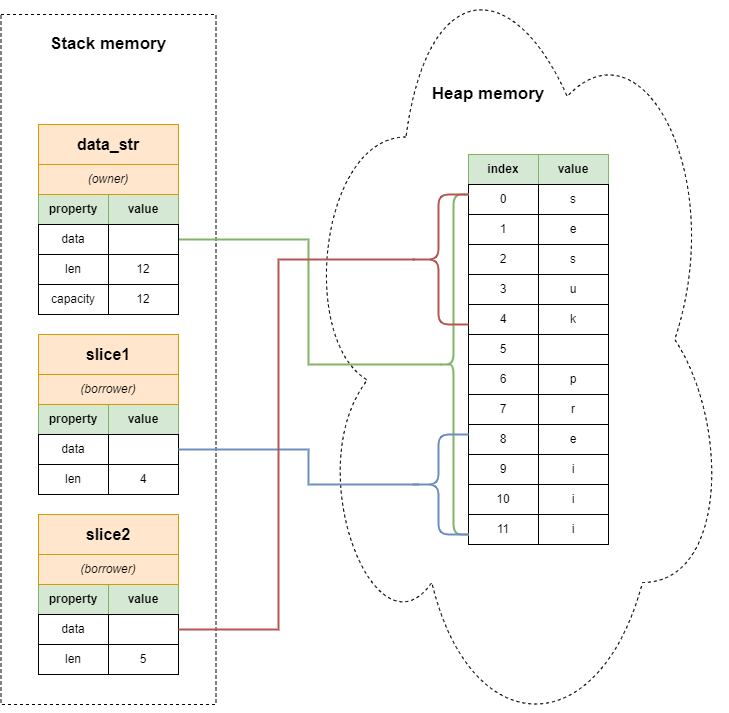 Stack memory
data_str
(owner)
property value
data
len 12
capacity 12
slice1
(borrower)
property value
data
len 4
slice2
(borrower)
property value
data
len 5
Heap memory
index value
0 s
1 e
2 s
3 u
4 k
5
6 p
7 r
8 e
9 i
10 i
11 i